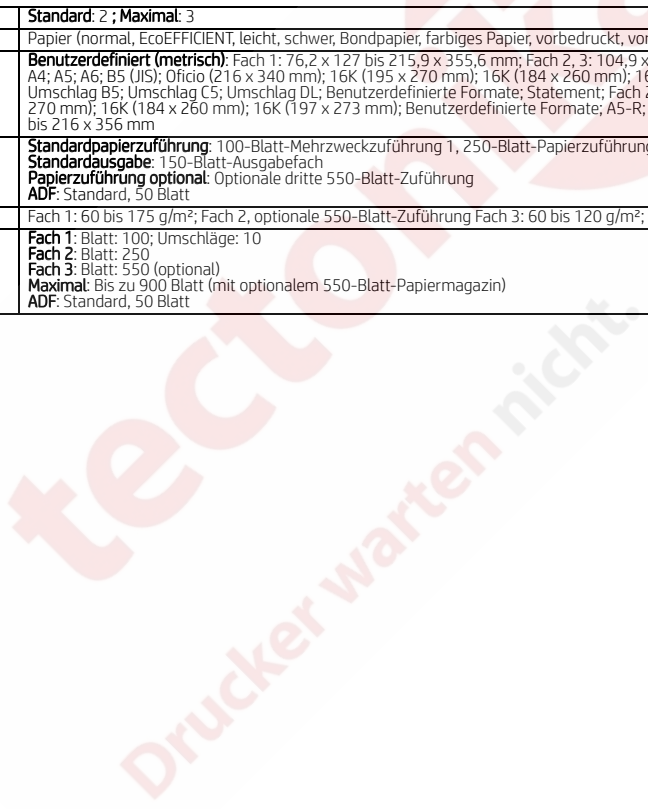 Standard: 2 ; Maximal: 3
Papier (normal, EcoEFFICIENT, leicht, schwer, Bondpapier, farbiges Papier, vorbedruckt,
Benutzerdefiniert (metrisch): Fach 1: 76,2 x 127 bis 215,9 x 355,6 mm; Fach 2, 3: 104,9 x
A4; A5; A6; B5 (JIS); Oficio (216 x 340 mm); 16K (195 x 270 mm); 16K (184 x 260 mm);
Umschlag B5; Umschlag C5; Umschlag DL; Benutzerdefinierte Formate; Statement; Fach
270 mm); 16K (184 x 260 mm); 16K (197 x 273 mm); Benutzerdefinierte Formate; A5-R;
bis 216 x 356 mm
Standardpapierzuführung: 100-Blatt-Mehrzweckzuführung 1, 250-Blatt-Papierzuführung
Standardausgabe: 150-Blatt-Ausgabefach
Papierzuführung optional: Optionale dritte 550-Blatt-Zuführung
ADF: Standard, 50 Blatt
Fach 1: 60 bis 175 g/m²; Fach 2, optionale 550-Blatt-Zuführung Fach 3: 60 bis 120 g/m²;
Fach 1: Blatt: 100; Umschläge: 10
Fach 2: Blatt: 250
Fach 3: Blatt: 550 (optional)
Maximal: Bis zu 900 Blatt (mit optionalem 550-Blatt-Papiermagazin)
ADF: Standard, 50 Blatt
Drucker warten nicht.